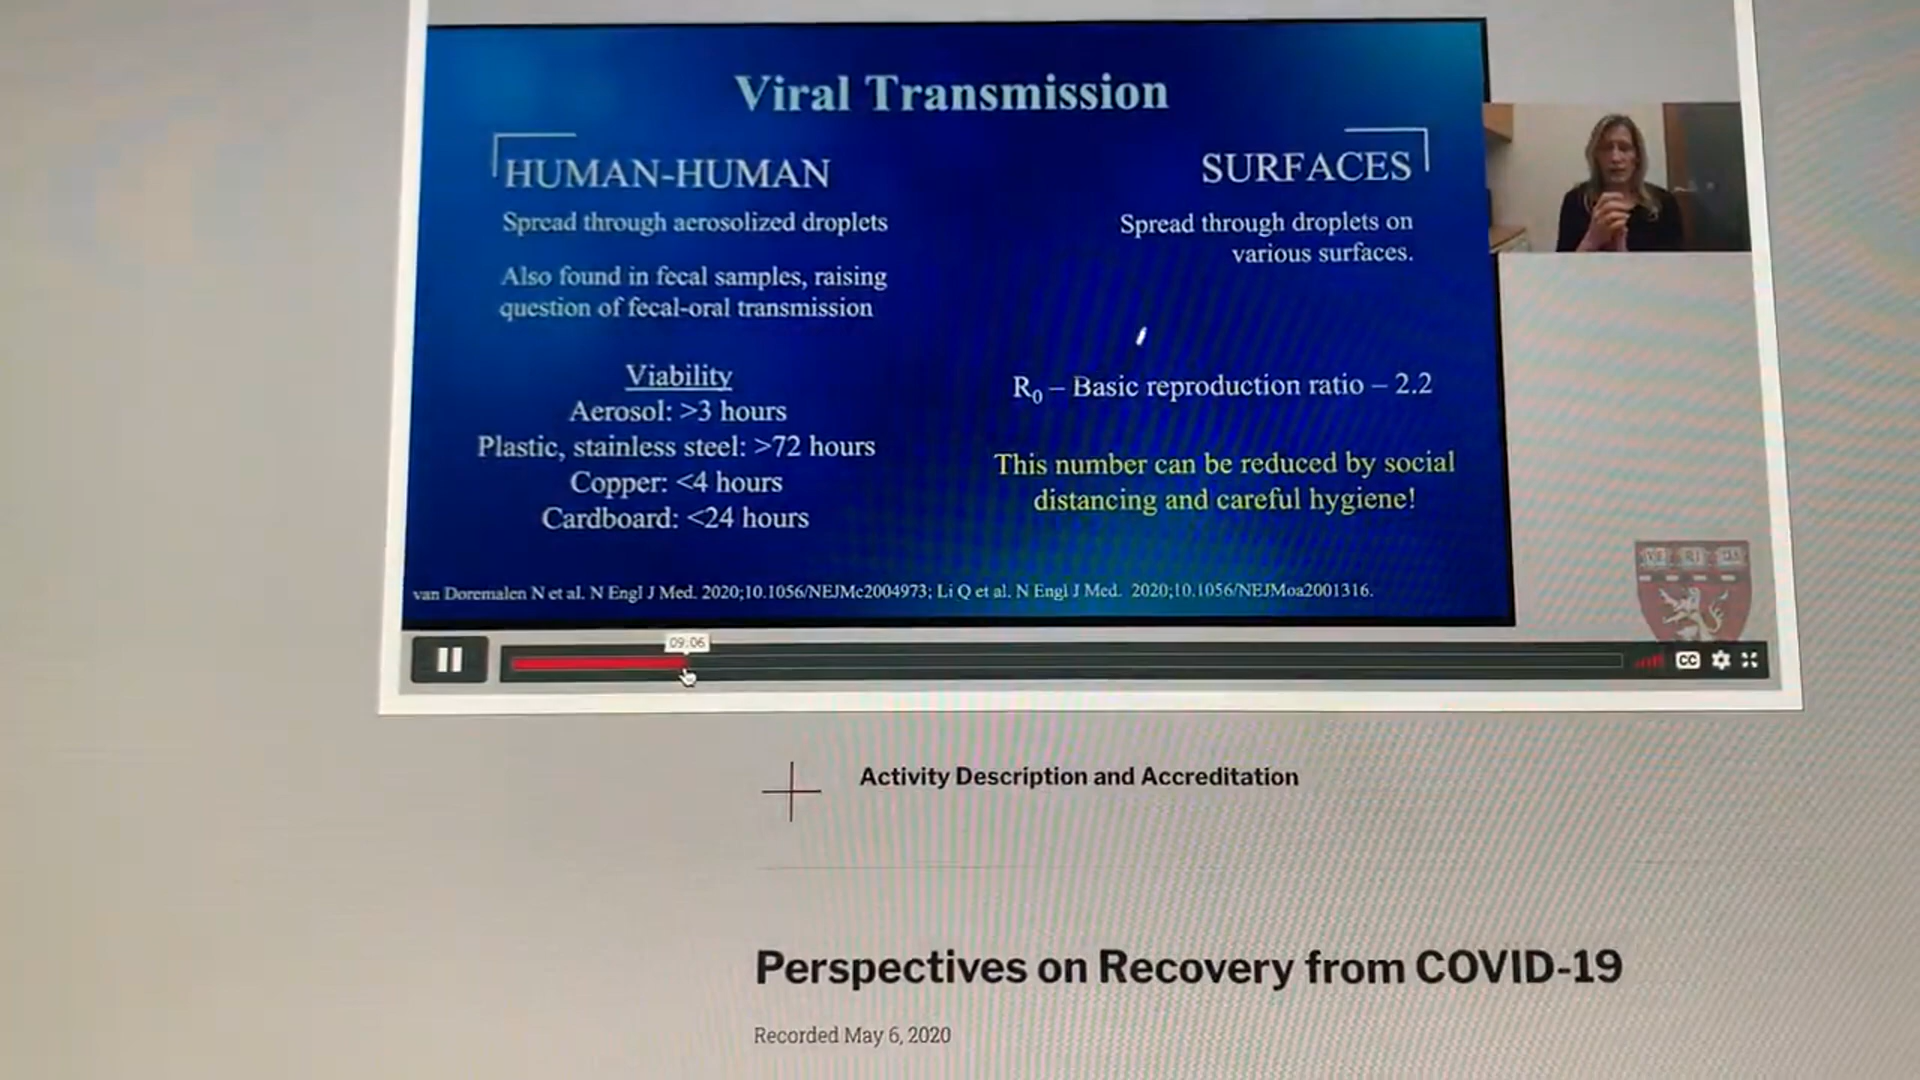 Viral Transmission
HUMAN-HUMAN
Spread through aerosolized droplets
Also found in fecal samples, raising
question of fecal-oral transmission
Viability
Aerosol: >3 hours
Plastic, stainless steel: >72 hours
Copper: <4 hours
Cardboard: <24 hours
SURFACES
Spread through droplets on
various surfaces.
R₀ – Basic reproduction ratio – 2.2
This number can be reduced by social
distancing and careful hygiene!
van Doremalen N et al. N Engl J Med. 2020;10.1056/NEJMc2004973; Li Q et al. N Engl J Med. 2020;10.1056/NEJMoa2001316.
VE RI TAS
09:06
CC
Activity Description and Accreditation
Perspectives on Recovery from COVID-19
Recorded May 6, 2020